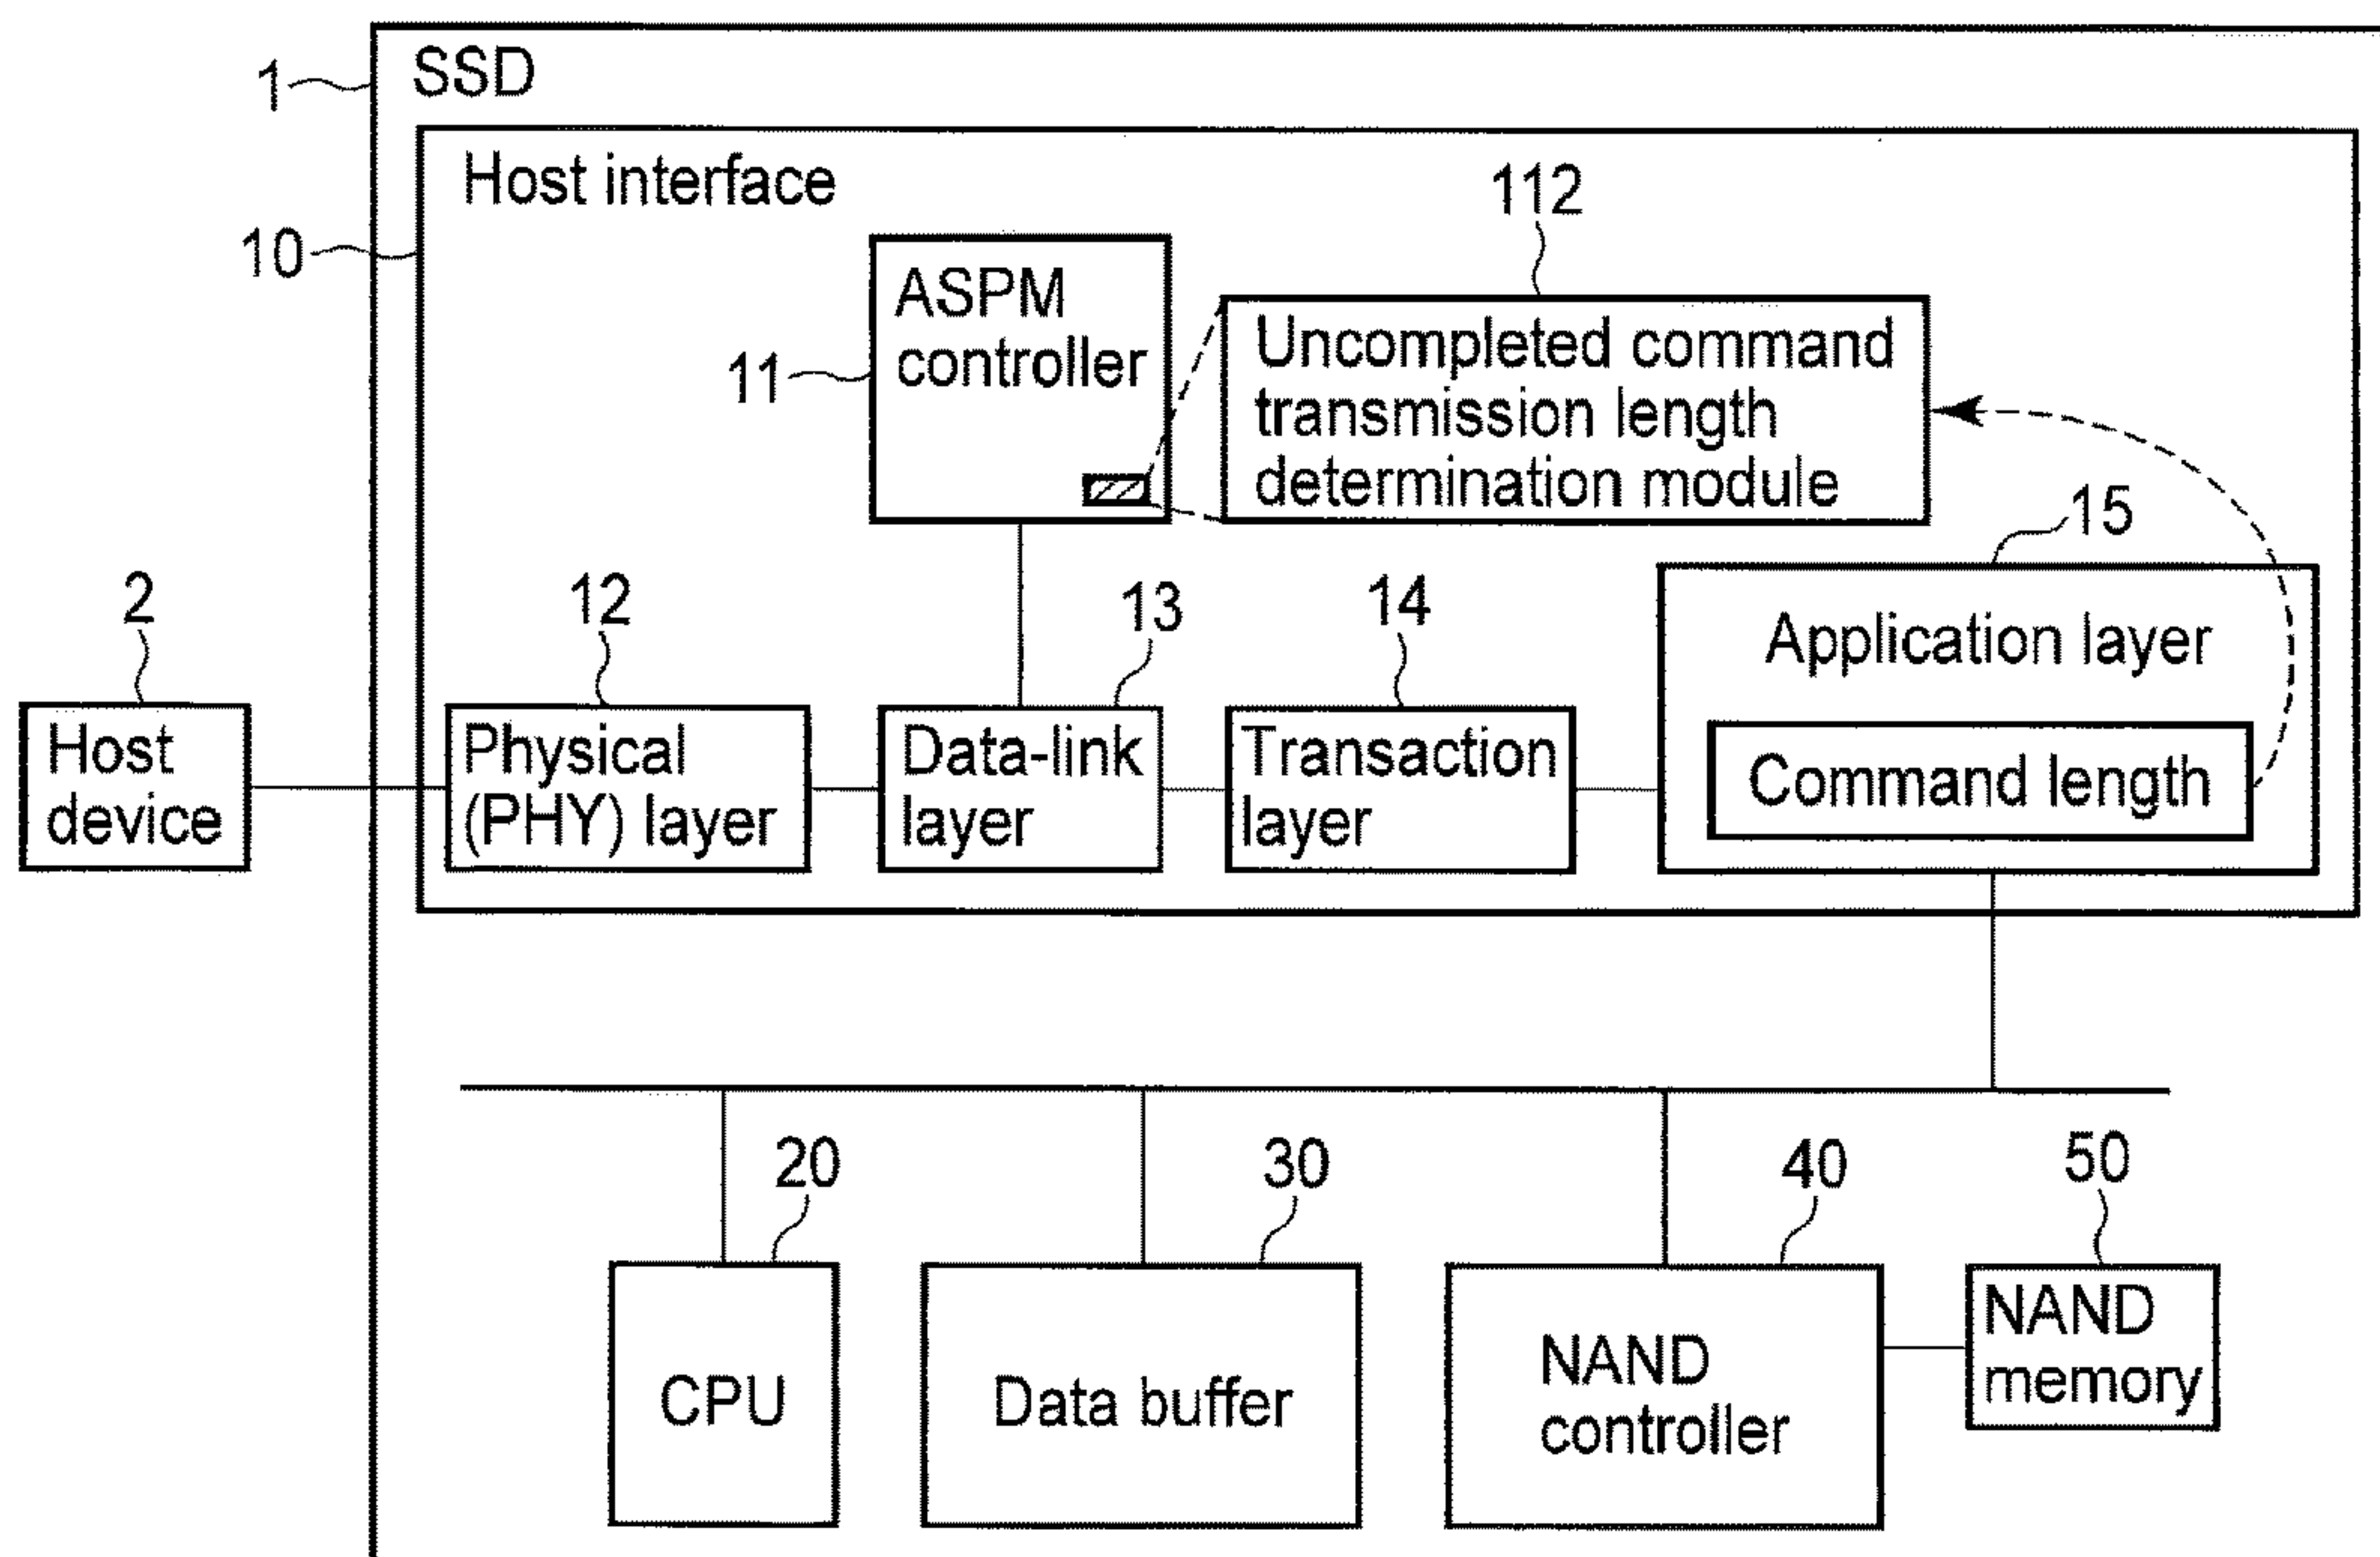 1
SSD
10
Host interface
11
ASPM
controller
112
Uncompleted command
transmission length
determination module
2
Host
device
12
Physical
(PHY) layer
13
Data-link
layer
14
Transaction
layer
15
Application layer
Command length
20
CPU
30
Data buffer
40
NAND
controller
50
NAND
memory